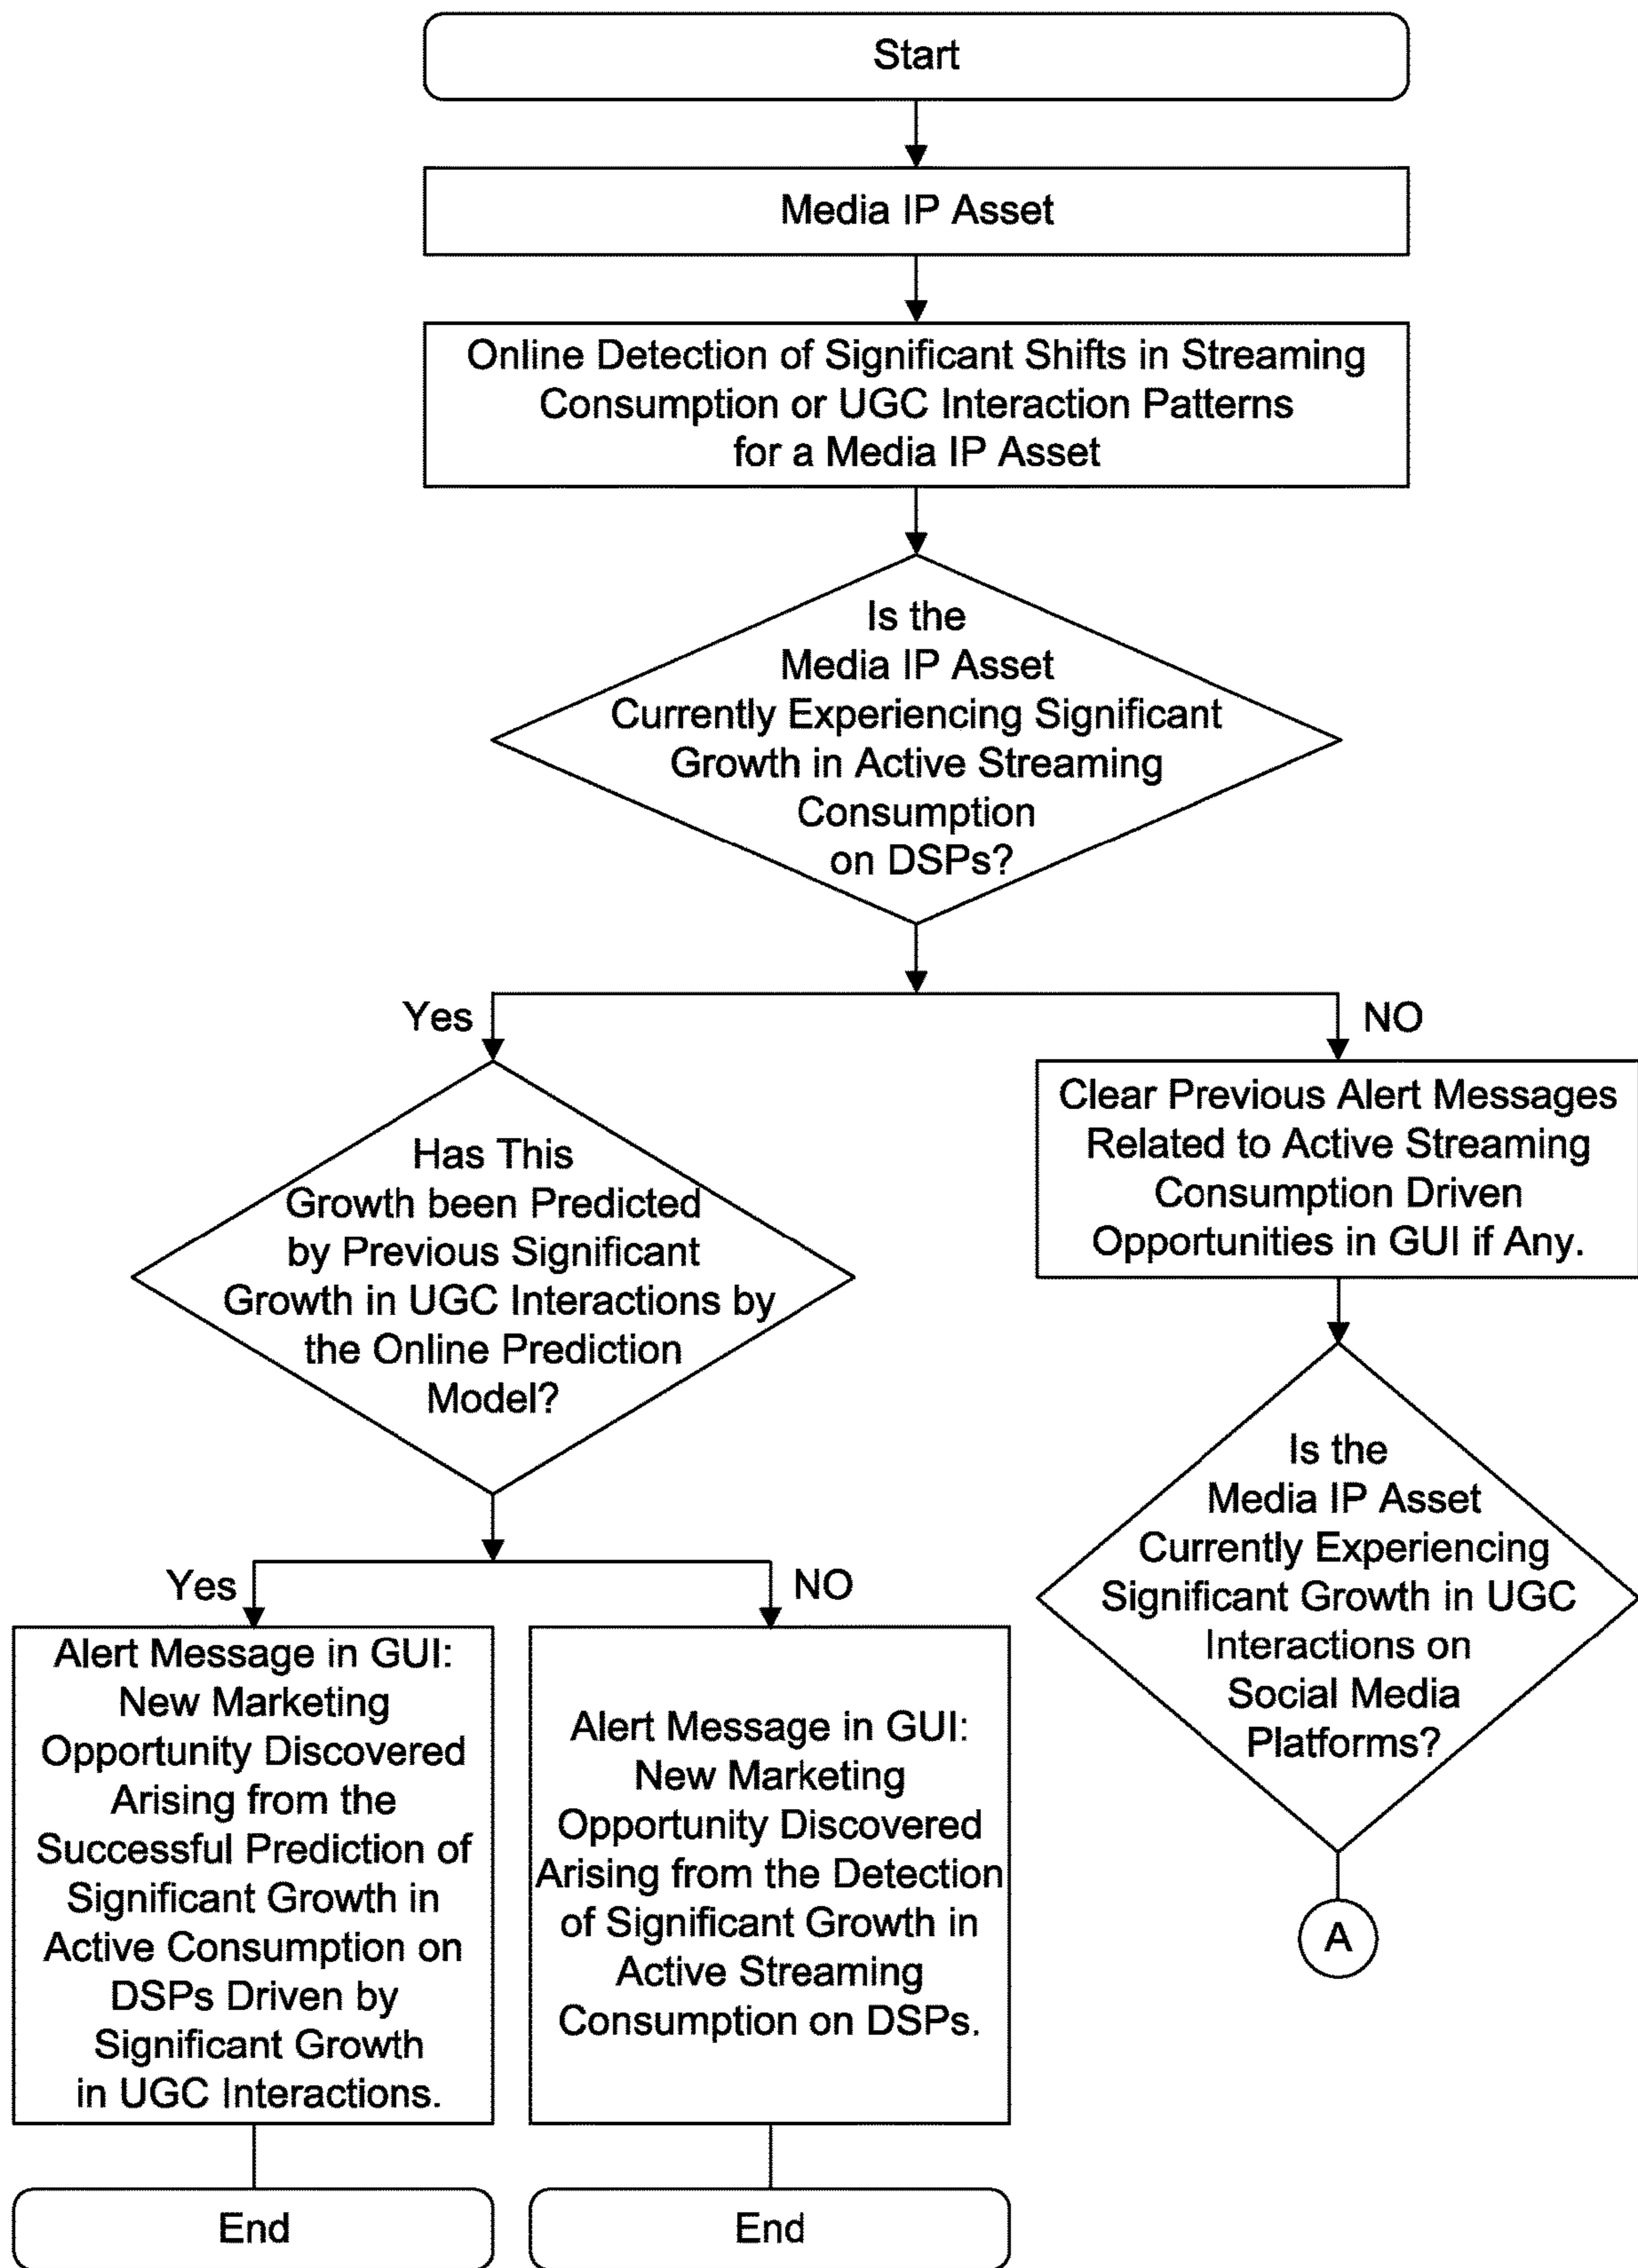 Start
Media IP Asset
Online Detection of Significant Shifts in Streaming
Consumption or UGC Interaction Patterns
for a Media IP Asset
Is the
Media IP Asset
Currently Experiencing Significant
Growth in Active Streaming
Consumption
on DSPs?
Yes
NO
Has This
Growth been Predicted
by Previous Significant
Growth in UGC Interactions by
the Online Prediction
Model?
Clear Previous Alert Messages
Related to Active Streaming
Consumption Driven
Opportunities in GUI if Any.
Is the
Media IP Asset
Currently Experiencing
Significant Growth in UGC
Interactions on
Social Media
Platforms?
Yes
NO
Alert Message in GUI:
New Marketing
Opportunity Discovered
Arising from the
Successful Prediction of
Significant Growth in
Active Consumption on
DSPs Driven by
Significant Growth
in UGC Interactions.
Alert Message in GUI:
New Marketing
Opportunity Discovered
Arising from the Detection
of Significant Growth in
Active Streaming
Consumption on DSPs.
A
End
End